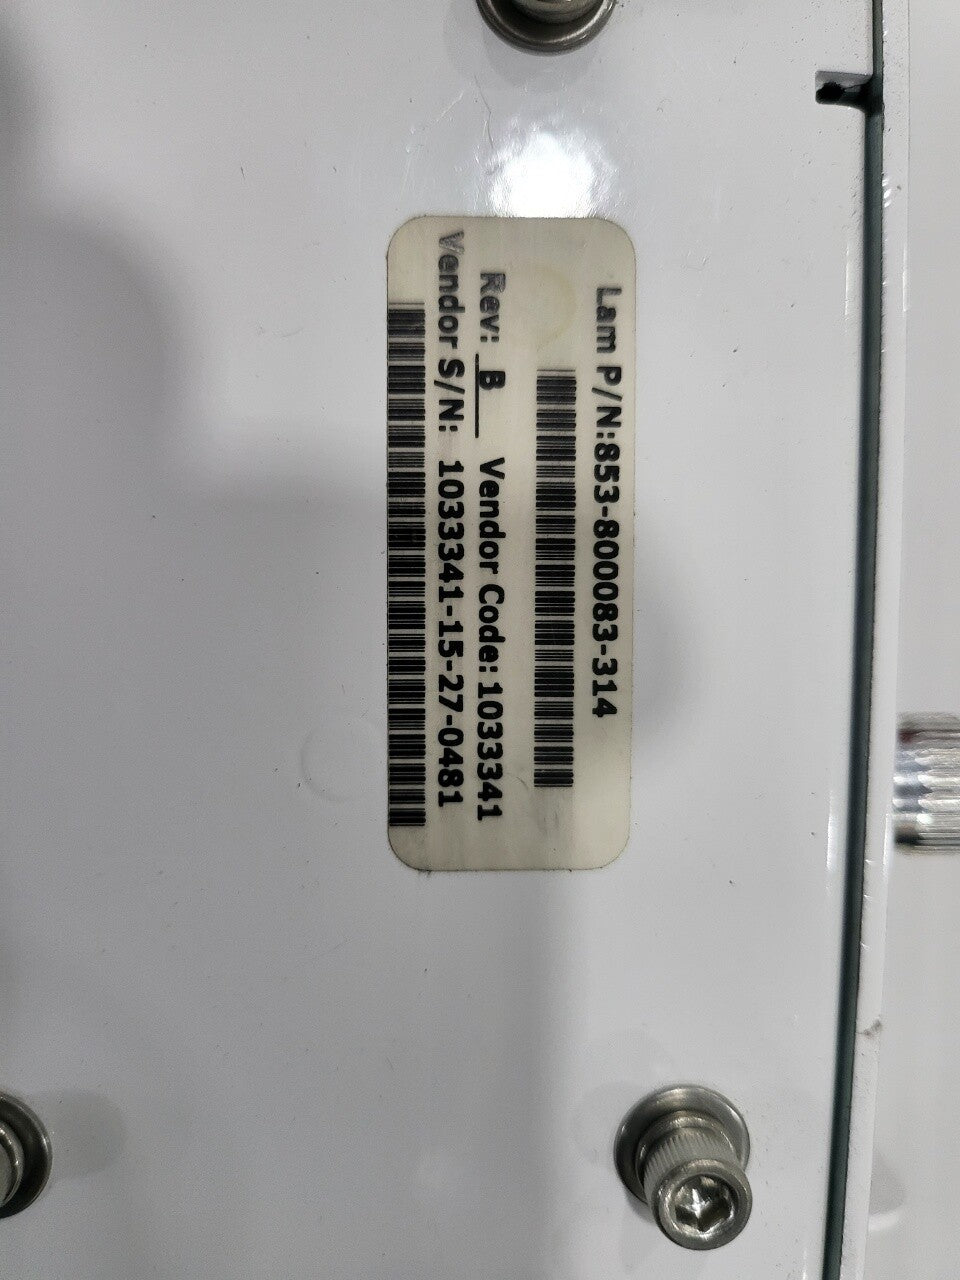 Lam P/N:853-800083-314
Rev: B Vendor Code:1033341
Vendor S/N: 1033341-15-27-0481